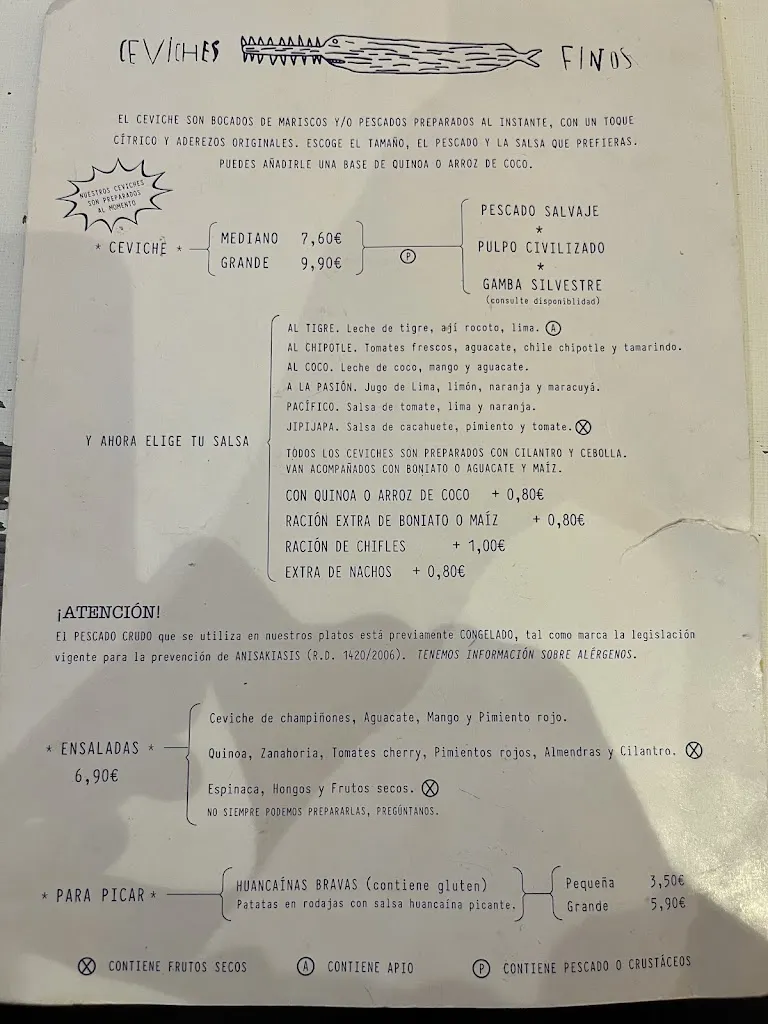 CEVICHES FINOS
EL CEVICHE SON BOCADOS DE MARISCOS Y/O PESCADOS PREPARADOS AL INSTANTE, CON UN TOQUE
CÍTRICO Y ADEREZOS ORIGINALES. ESCOGE EL TAMAÑO, EL PESCADO Y LA SALSA QUE PREFIERAS.
PUEDES AÑADIRLE UNA BASE DE QUINOA O ARROZ DE COCO.
NUESTROS CEVICHES
SON PREPARADOS
AL MOMENTO
* CEVICHE *
MEDIANO 7,60€
GRANDE 9,90€
Ⓟ
PESCADO SALVAJE
*
PULPO CIVILIZADO
*
GAMBA SILVESTRE
(consulte disponiblidad)
Y AHORA ELIGE TU SALSA
AL TIGRE. Leche de tigre, ají rocoto, lima. Ⓐ
AL CHIPOTLE. Tomates frescos, aguacate, chile chipotle y tamarindo.
AL COCO. Leche de coco, mango y aguacate.
A LA PASIÓN. Jugo de Lima, limón, naranja y maracuyá.
PACÍFICO. Salsa de tomate, lima y naranja.
JIPIJAPA. Salsa de cacahuete, pimiento y tomate. Ⓧ
TODOS LOS CEVICHES SON PREPARADOS CON CILANTRO Y CEBOLLA.
VAN ACOMPAÑADOS CON BONIATO O AGUACATE Y MAÍZ.
CON QUINOA O ARROZ DE COCO + 0,80€
RACIÓN EXTRA DE BONIATO O MAÍZ + 0,80€
RACIÓN DE CHIFLES + 1,00€
EXTRA DE NACHOS + 0,80€
¡ATENCIÓN!
El PESCADO CRUDO que se utiliza en nuestros platos está previamente CONGELADO, tal como marca la legislación
vigente para la prevención de ANISAKIASIS (R.D. 1420/2006). TENEMOS INFORMACIÓN SOBRE ALÉRGENOS.
* ENSALADAS *
6,90€
Ceviche de champiñones, Aguacate, Mango y Pimiento rojo.
Quinoa, Zanahoria, Tomates cherry, Pimientos rojos, Almendras y Cilantro. Ⓧ
Espinaca, Hongos y Frutos secos. Ⓧ
NO SIEMPRE PODEMOS PREPARARLAS, PREGÚNTANOS.
* PARA PICAR *
HUANCAÍNAS BRAVAS (contiene gluten)
Patatas en rodajas con salsa huancaína picante.
Pequeña 3,50€
Grande 5,90€
Ⓧ CONTIENE FRUTOS SECOS Ⓐ CONTIENE APIO Ⓟ CONTIENE PESCADO O CRUSTÁCEOS